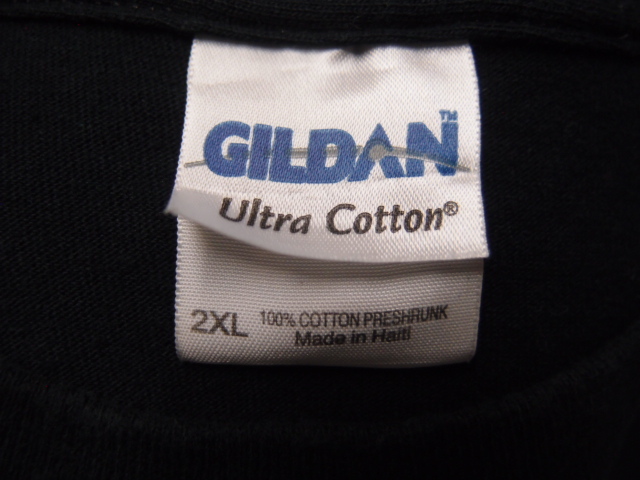 GILDAN™
Ultra Cotton®
2XL 100% COTTON PRESHRUNK
Made in Haiti